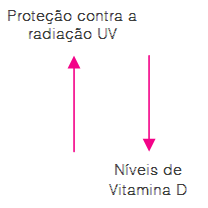 Proteção contra a
radiação UV
Níveis de
Vitamina D